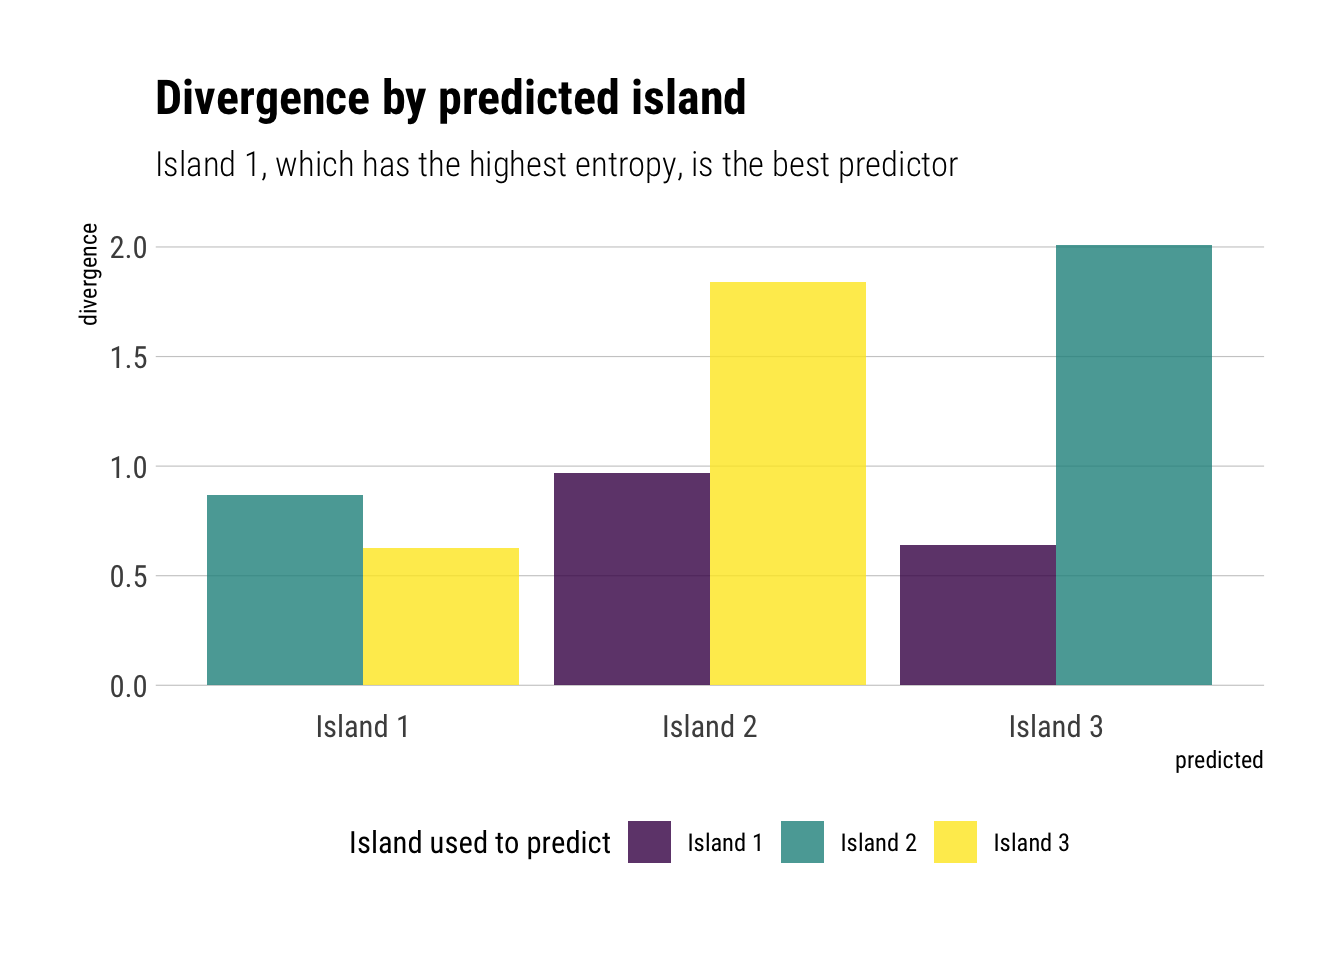 Divergence by predicted island
Island 1, which has the highest entropy, is the best predictor
divergence
2.0
1.5
1.0
0.5
0.0
Island 1
Island 2
Island 3
predicted
Island used to predict
Island 1
Island 2
Island 3